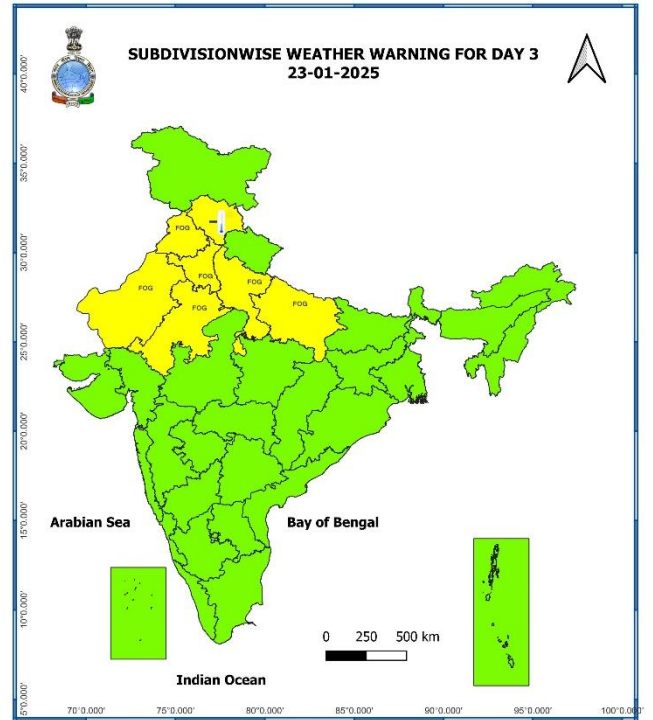 SUBDIVISIONWISE WEATHER WARNING FOR DAY 3
23-01-2025
40°0.000'
35°0.000'
30°0.000'
25°0.000'
20°0.000'
15°0.000'
10°0.000'
5°0.000'
FOG
FOG
FOG
FOG
FOG
FOG
Arabian Sea
Bay of Bengal
0 250 500 km
Indian Ocean
70°0.000' 75°0.000' 80°0.000' 85°0.000' 90°0.000' 95°0.000' 100°0.000'